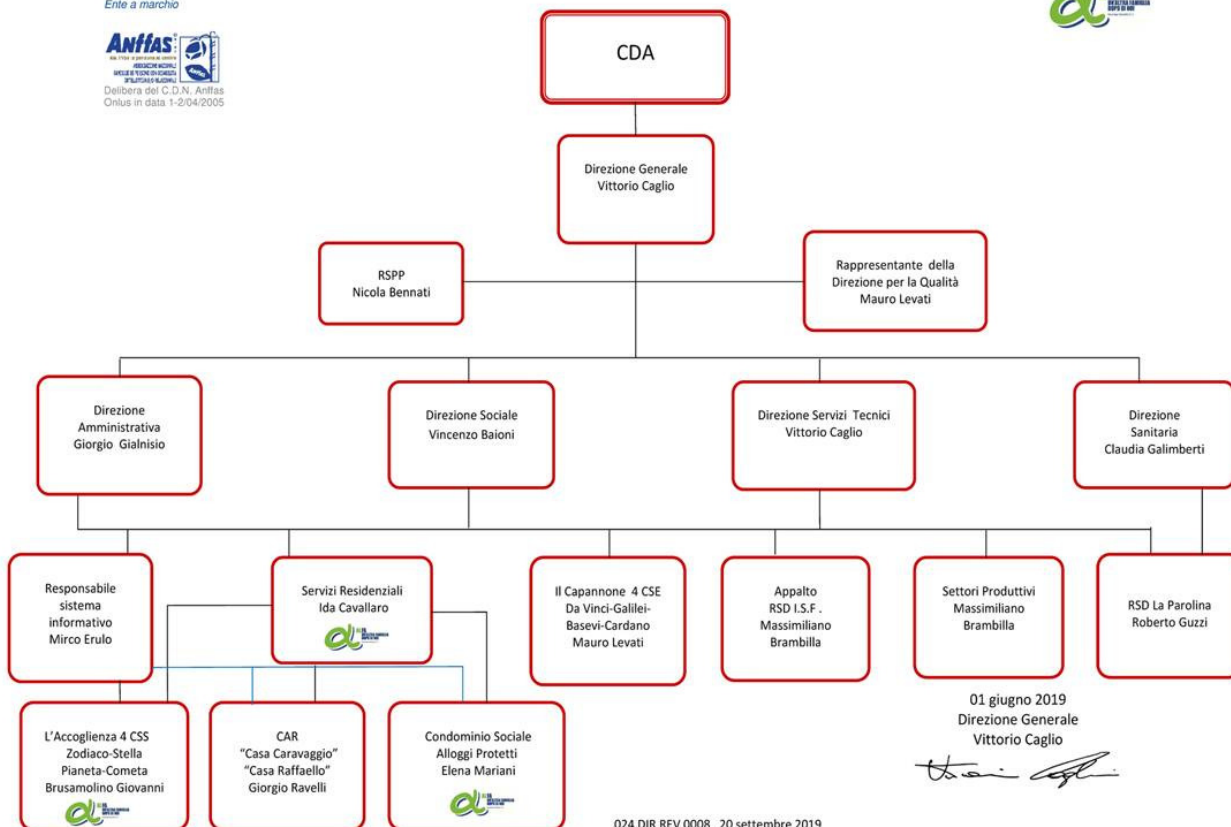 Ente a marchio
Anffas
Delibera del C.D.N. Anffas
Onlus in data 1-2/04/2005
CDA
Direzione Generale
Vittorio Caglio
RSPP
Nicola Bennati
Rappresentante della
Direzione per la Qualità
Mauro Levati
Direzione
Amministrativa
Giorgio Gialnisio
Direzione Sociale
Vincenzo Baioni
Direzione Servizi Tecnici
Vittorio Caglio
Direzione
Sanitaria
Claudia Galimberti
Responsabile
sistema
informativo
Mirco Erulo
Servizi Residenziali
Ida Cavallaro
Il Capannone 4 CSE
Da Vinci-Galilei-
Basevi-Cardano
Mauro Levati
Appalto
RSD I.S.F .
Massimiliano
Brambilla
Settori Produttivi
Massimiliano
Brambilla
RSD La Parolina
Roberto Guzzi
L'Accoglienza 4 CSS
Zodiaco-Stella
Pianeta-Cometa
Brusamolino Giovanni
CAR
"Casa Caravaggio"
"Casa Raffaello"
Giorgio Ravelli
Condominio Sociale
Alloggi Protetti
Elena Mariani
01 giugno 2019
Direzione Generale
Vittorio Caglio
024 DIR REV 0008 20 settembre 2019